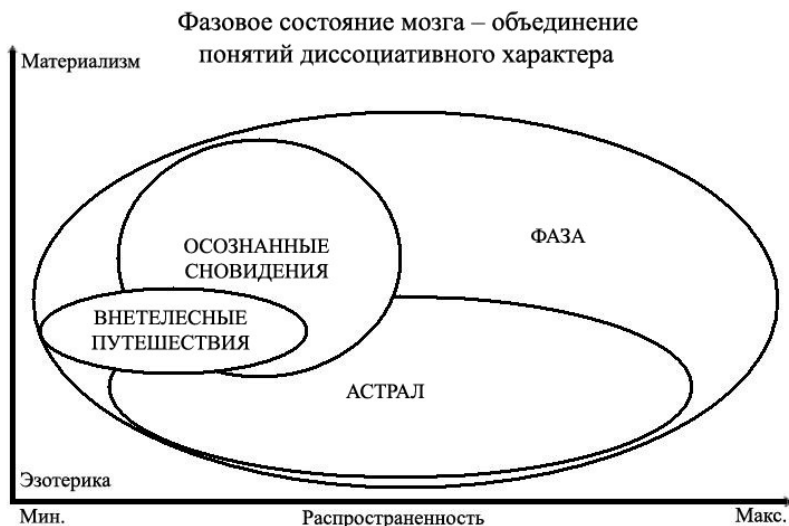 Фазовое состояние мозга – объединение
понятий диссоциативного характера
Материализм
ФАЗА
ОСОЗНАННЫЕ
СНОВИДЕНИЯ
ВНЕТЕЛЕСНЫЕ
ПУТЕШЕСТВИЯ
АСТРАЛ
Эзотерика
Мин.
Распространенность
Макс.